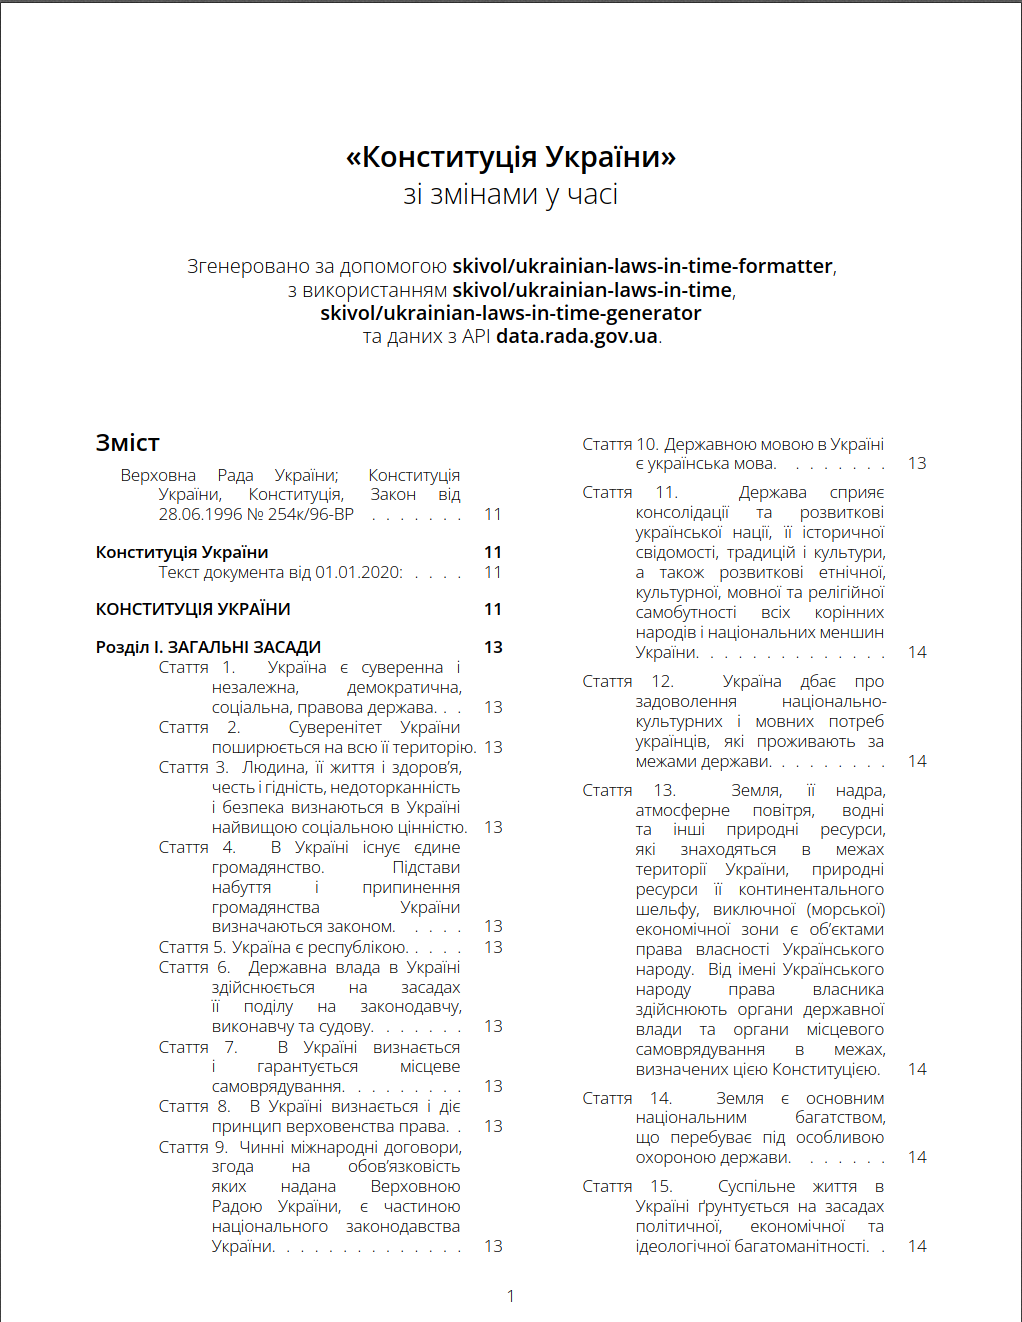 «Конституція України»
зі змінами у часі
Згенеровано за допомогою skivol/ukrainian-laws-in-time-formatter,
з використанням skivol/ukrainian-laws-in-time,
skivol/ukrainian-laws-in-time-generator
та даних з API data.rada.gov.ua.
Зміст
Верховна Рада України; Конституція
України, Конституція, Закон від
28.06.1996 № 254к/96-ВР . . . . . . . 11
Конституція України 11
Текст документа від 01.01.2020: . . . . 11
КОНСТИТУЦІЯ УКРАЇНИ 11
Розділ I. ЗАГАЛЬНІ ЗАСАДИ 13
Стаття 1. Україна є суверенна і
незалежна, демократична,
соціальна, правова держава. . . 13
Стаття 2. Суверенітет України
поширюється на всю її територію. 13
Стаття 3. Людина, її життя і здоров’я,
честь і гідність, недоторканність
і безпека визнаються в Україні
найвищою соціальною цінністю. 13
Стаття 4. В Україні існує єдине
громадянство. Підстави
набуття і припинення
громадянства України
визначаються законом. . . . . 13
Стаття 5. Україна є республікою. . . . . 13
Стаття 6. Державна влада в Україні
здійснюється на засадах
її поділу на законодавчу,
виконавчу та судову. . . . . . . 13
Стаття 7. В Україні визнається
і гарантується місцеве
самоврядування. . . . . . . . . 13
Стаття 8. В Україні визнається і діє
принцип верховенства права. . 13
Стаття 9. Чинні міжнародні договори,
згода на обов’язковість
яких надана Верховною
Радою України, є частиною
національного законодавства
України. . . . . . . . . . . . . . 13
Стаття 10. Державною мовою в Україні
є українська мова. . . . . . . . 13
Стаття 11. Держава сприяє
консолідації та розвиткові
української нації, її історичної
свідомості, традицій і культури,
а також розвиткові етнічної,
культурної, мовної та релігійної
самобутності всіх корінних
народів і національних меншин
України. . . . . . . . . . . . . . 14
Стаття 12. Україна дбає про
задоволення національно-
культурних і мовних потреб
українців, які проживають за
межами держави. . . . . . . . . 14
Стаття 13. Земля, її надра,
атмосферне повітря, водні
та інші природні ресурси,
які знаходяться в межах
території України, природні
ресурси її континентального
шельфу, виключної (морської)
економічної зони є об’єктами
права власності Українського
народу. Від імені Українського
народу права власника
здійснюють органи державної
влади та органи місцевого
самоврядування в межах,
визначених цією Конституцією. 14
Стаття 14. Земля є основним
національним багатством,
що перебуває під особливою
охороною держави. . . . . . . 14
Стаття 15. Суспільне життя в
Україні ґрунтується на засадах
політичної, економічної та
ідеологічної багатоманітності. . 14
1